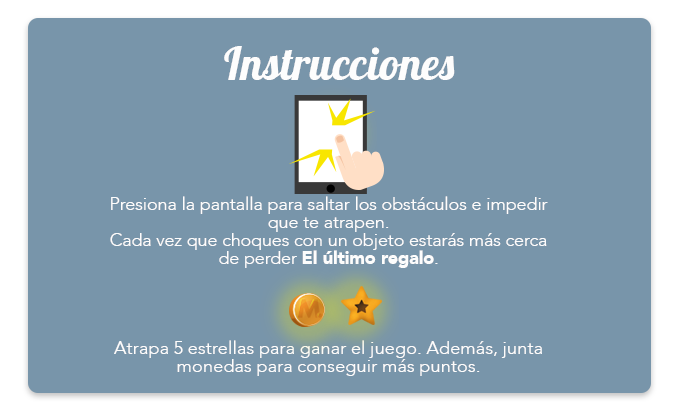 Instrucciones
Presiona la pantalla para saltar los obstáculos e impedir
que te atrapen.
Cada vez que choques con un objeto estarás más cerca
de perder El último regalo.
M
Atrapa 5 estrellas para ganar el juego. Además, junta
monedas para conseguir más puntos.